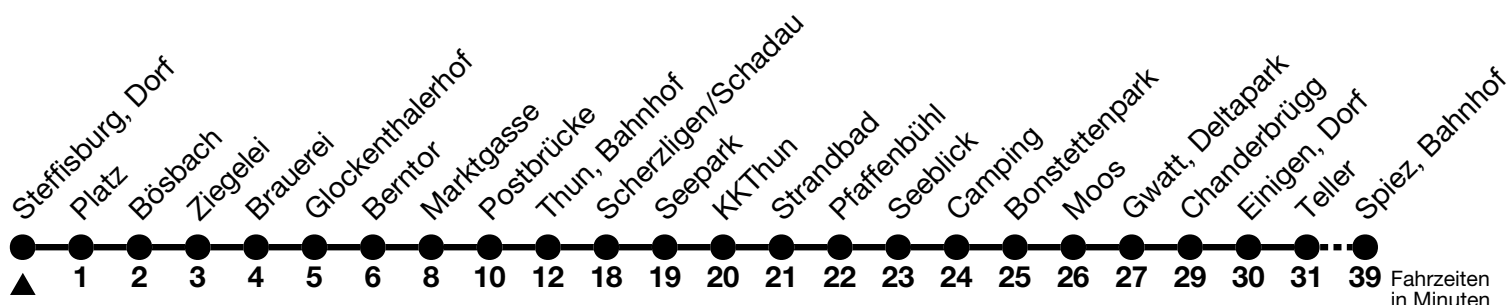 Steffisburg, Dorf
Platz
Bösbach
Ziegelei
Brauerei
Glockenthalerhof
Berntor
Marktgasse
Postbrücke
Thun, Bahnhof
Scherzligen/Schadau
Seepark
KKThun
Strandbad
Pfaffenbühl
Seeblick
Camping
Bonstettenpark
Moos
Gwatt, Deltapark
Chanderbrügg
Einigen, Dorf
Teller
Spiez, Bahnhof
1 2 3 4 5 6 8 10 12 18 19 20 21 22 23 24 25 26 27 29 30 31 39 Fahrzeiten
in Minuten